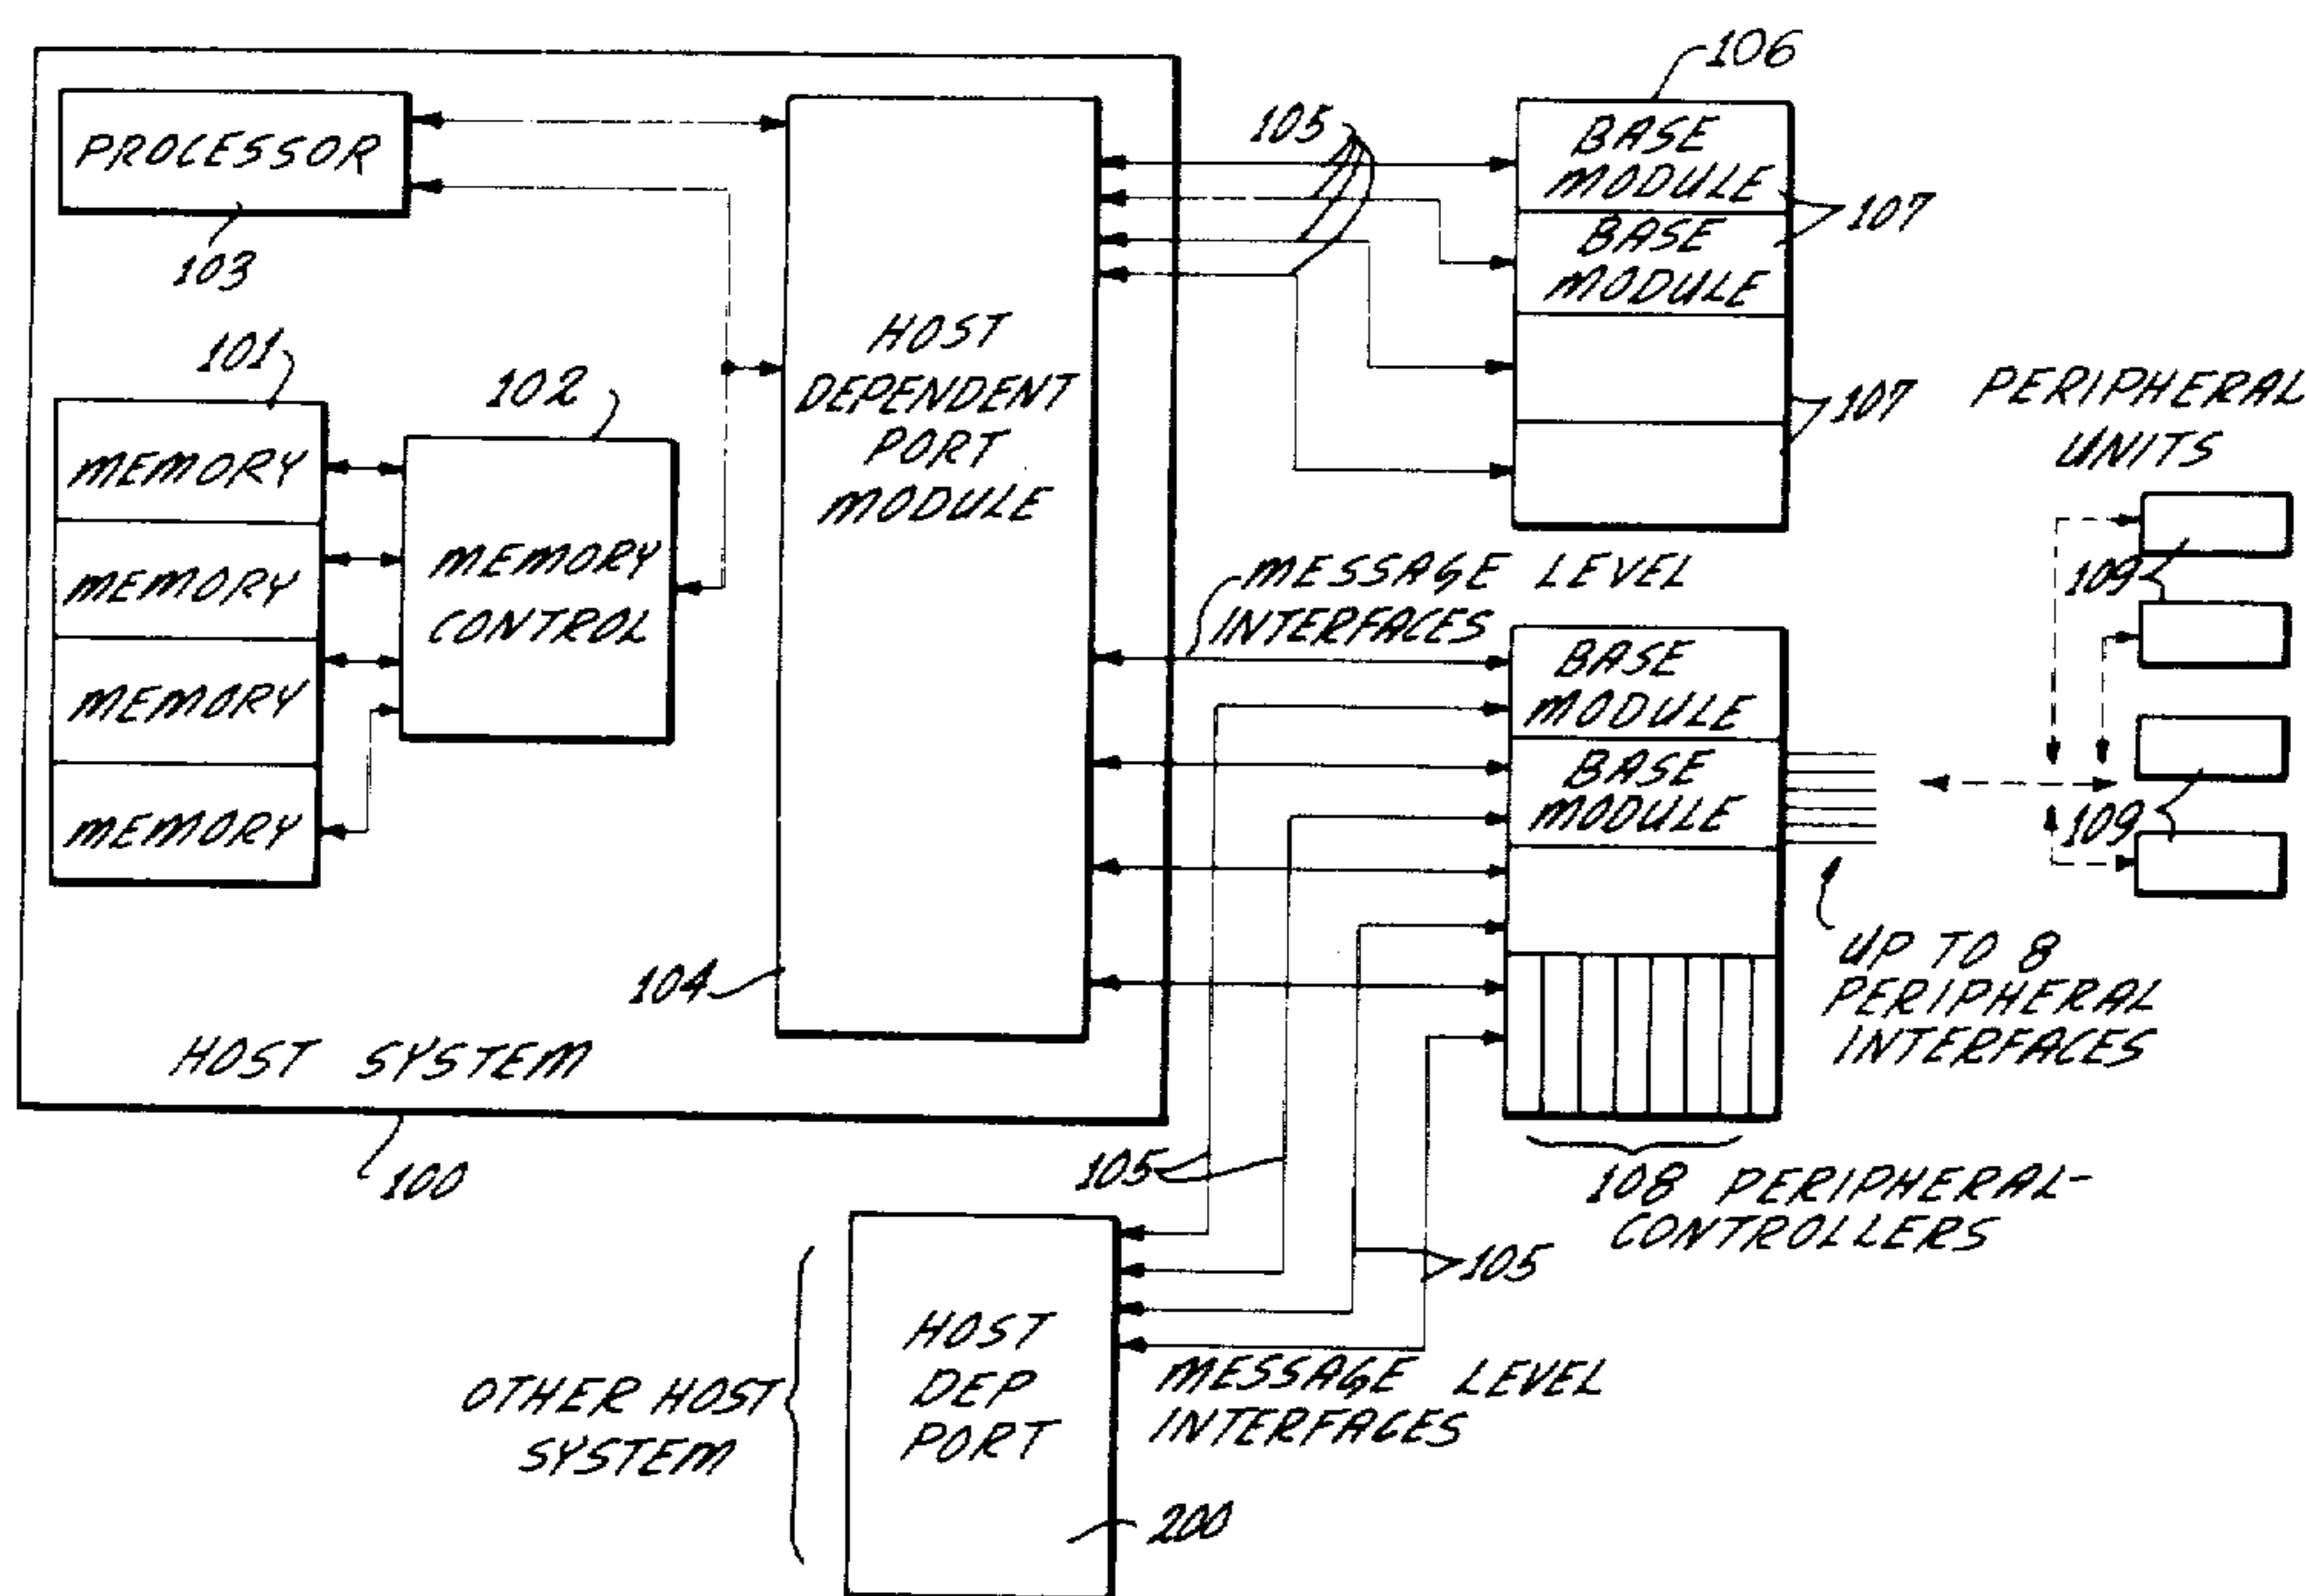 PROCESSOR
103
101
102
MEMORY
MEMORY
MEMORY
MEMORY
MEMORY
CONTROL
HOST
DEPENDENT
PORT
MODULE
104
HOST SYSTEM
100
105
106
BASE
MODULE
BASE
MODULE
107
107
PERIPHERAL
UNITS
109
109
MESSAGE LEVEL
INTERFACES
BASE
MODULE
BASE
MODULE
UP TO 8
PERIPHERAL
INTERFACES
108 PERIPHERAL-
CONTROLLERS
105
105
OTHER HOST
SYSTEM
HOST
DEP
PORT
200
MESSAGE LEVEL
INTERFACES